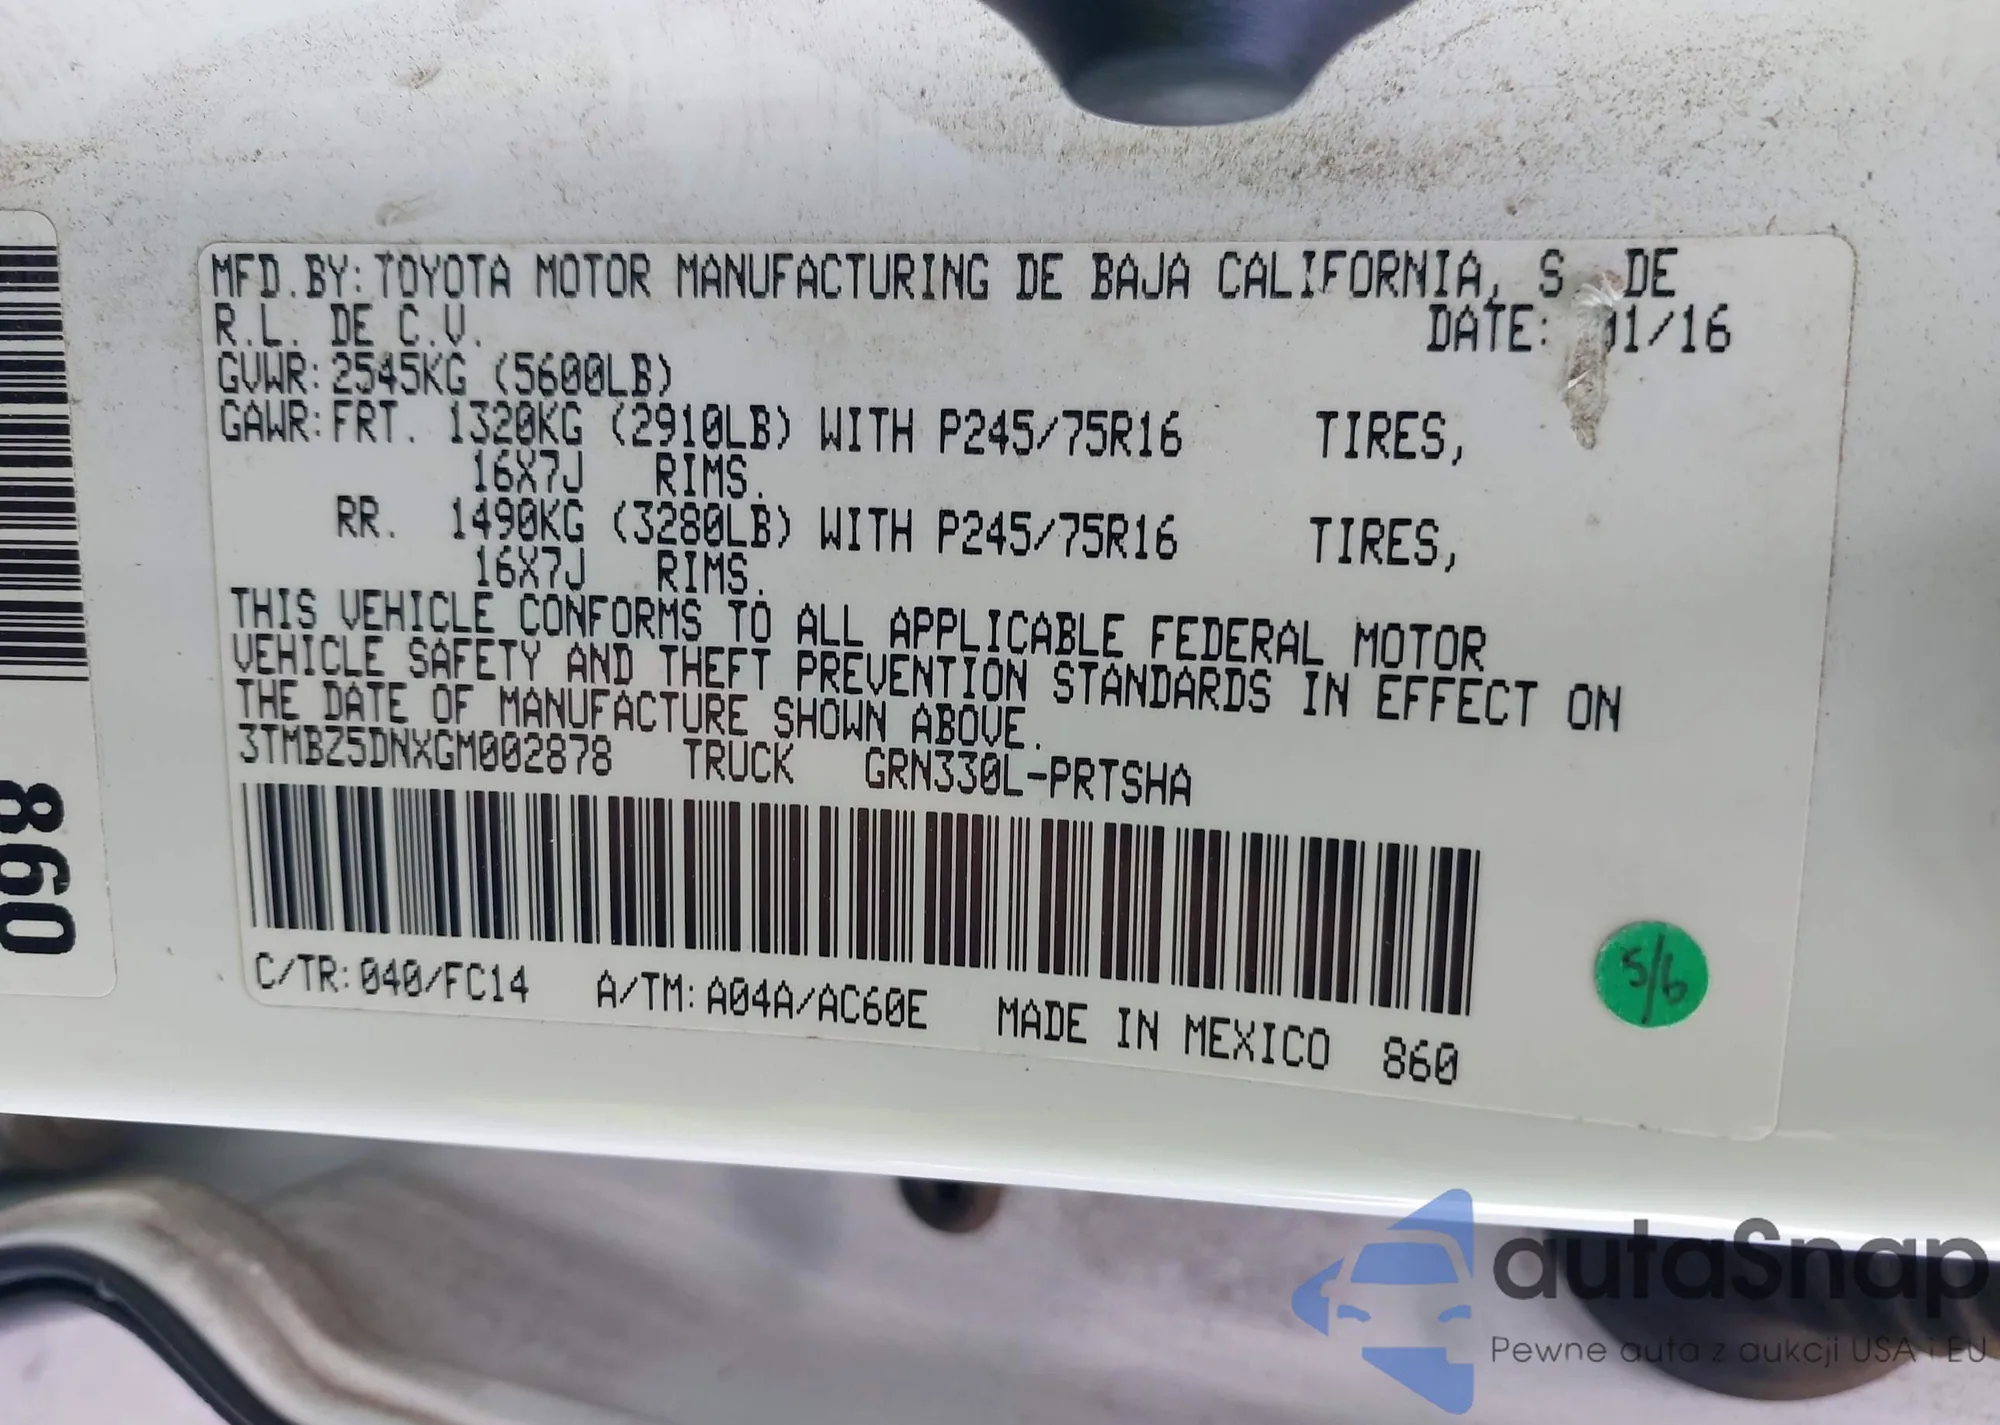 MFD.BY: TOYOTA MOTOR MANUFACTURING DE BAJA CALIFORNIA, S DE
R.L. DE C.V.
DATE: 01/16
GVWR: 2545KG (5600LB)
GAWR: FRT. 1320KG (2910LB) WITH P245/75R16 TIRES,
16X7J RIMS.
RR. 1490KG (3280LB) WITH P245/75R16 TIRES,
16X7J RIMS.
THIS VEHICLE CONFORMS TO ALL APPLICABLE FEDERAL MOTOR
VEHICLE SAFETY AND THEFT PREVENTION STANDARDS IN EFFECT ON
THE DATE OF MANUFACTURE SHOWN ABOVE.
3TMBZ5DNXGM002878 TRUCK GRN330L-PRTSHA
C/TR: 040/FC14 A/TM: A04A/AC60E MADE IN MEXICO 860
5/6
860
autaSnap
Pewne auta z aukcji USA i EU